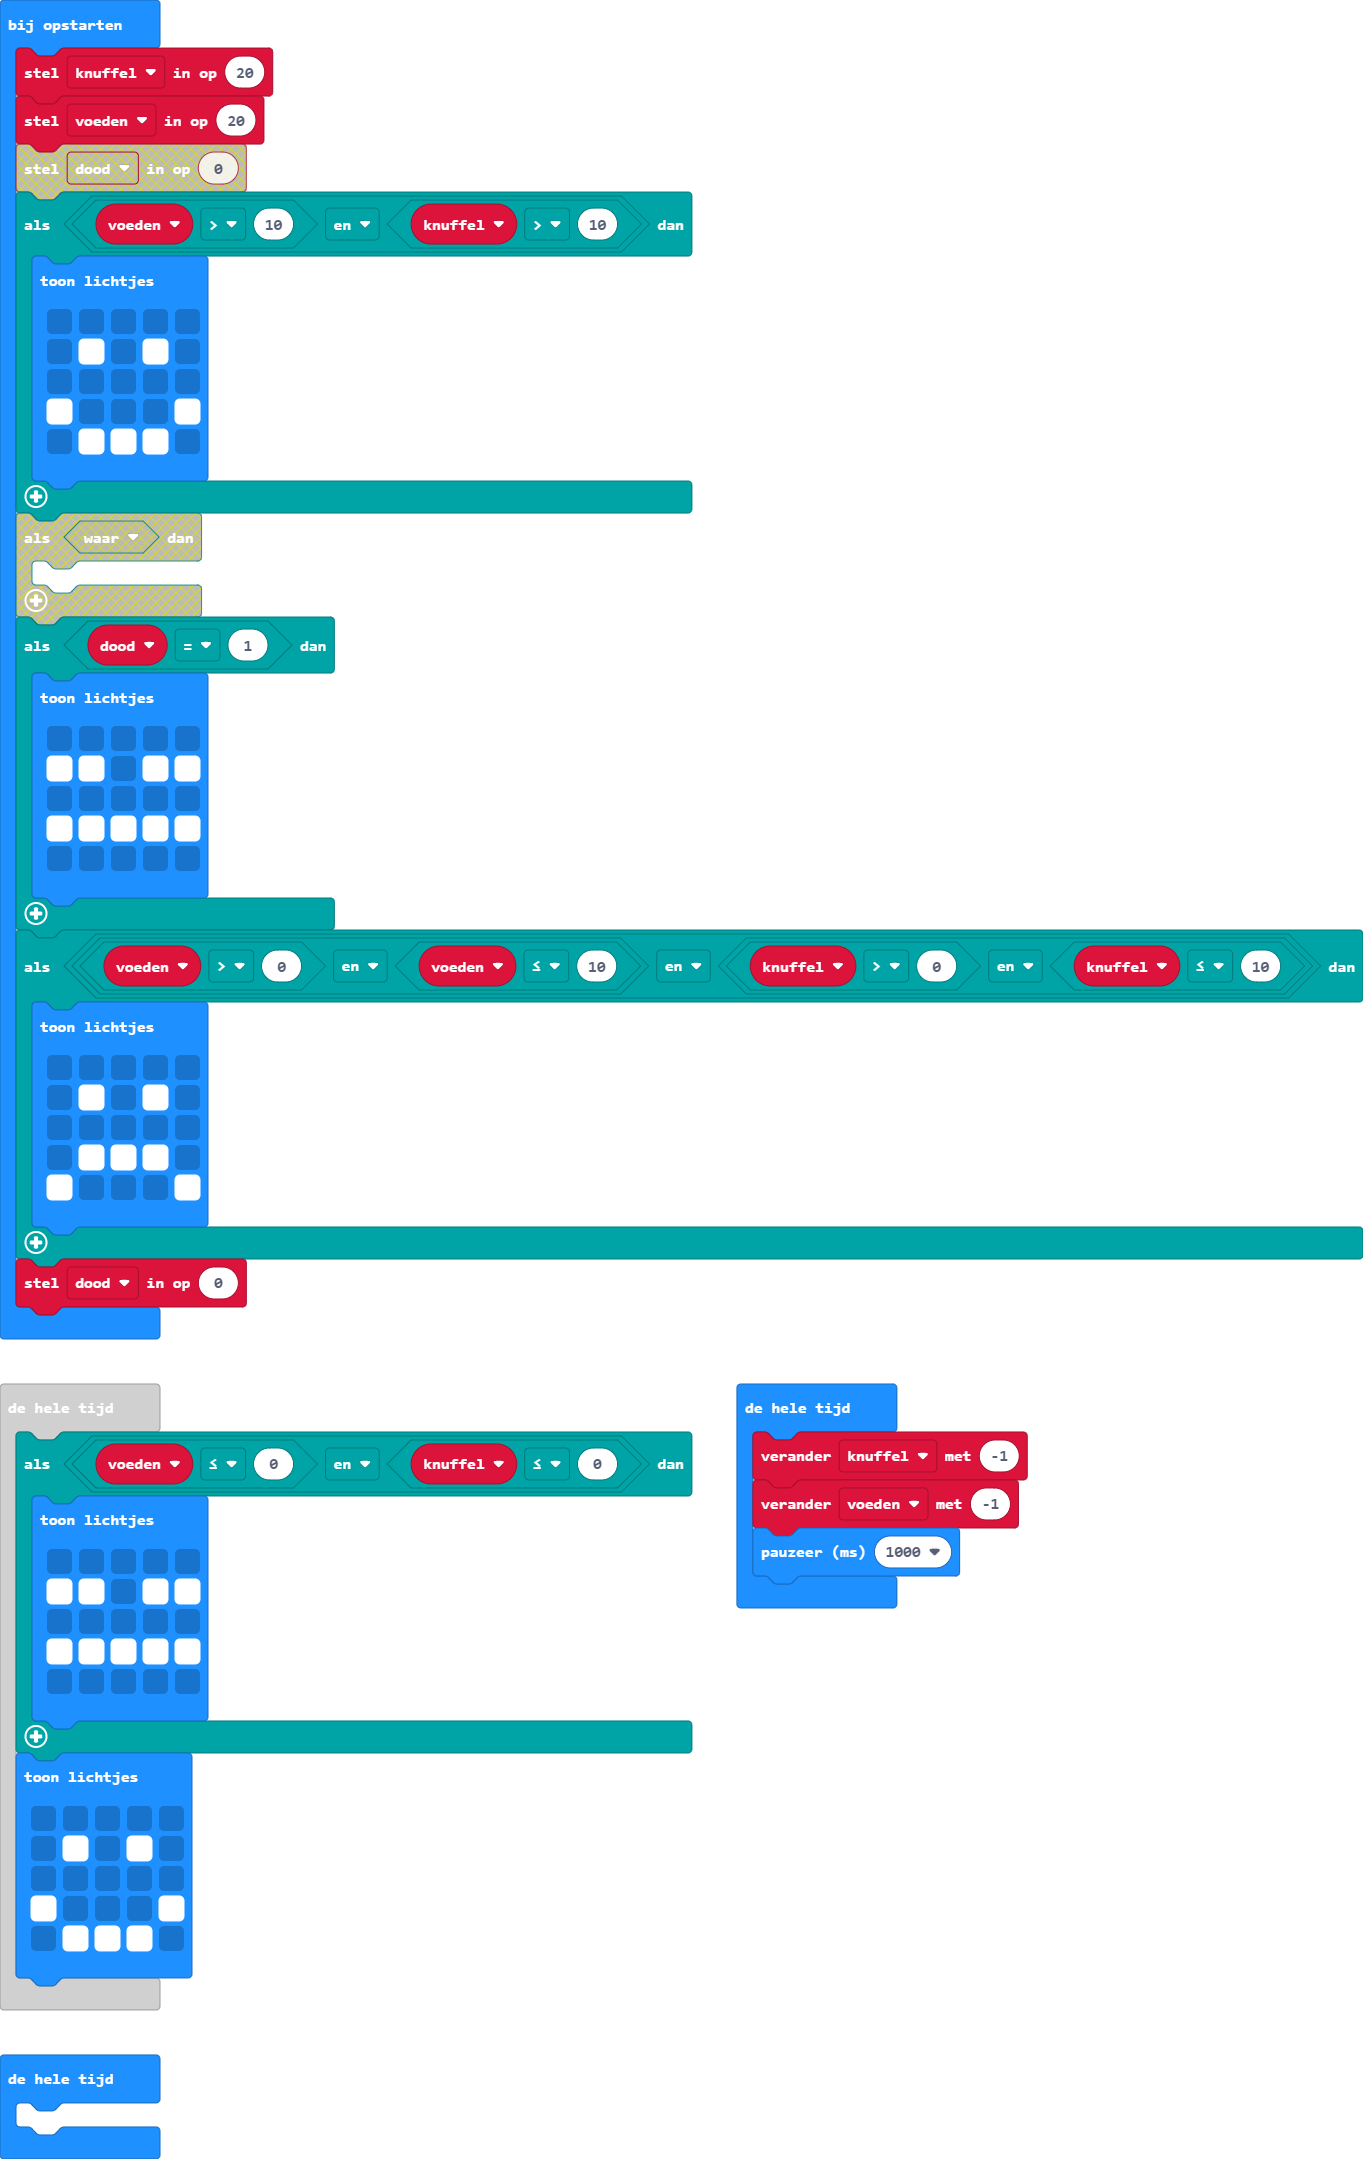 bij opstarten
stel knuffel in op 20
stel voeden in op 20
stel dood in op 0
als voeden > 10 en knuffel > 10 dan
toon lichtjes
als waar dan
als dood = 1 dan
toon lichtjes
als voeden > 0 en voeden ≤ 10 en knuffel > 0 en knuffel ≤ 10 dan
toon lichtjes
stel dood in op 0
de hele tijd
als voeden ≤ 0 en knuffel ≤ 0 dan
toon lichtjes
toon lichtjes
de hele tijd
verander knuffel met -1
verander voeden met -1
pauzeer (ms) 1000
de hele tijd